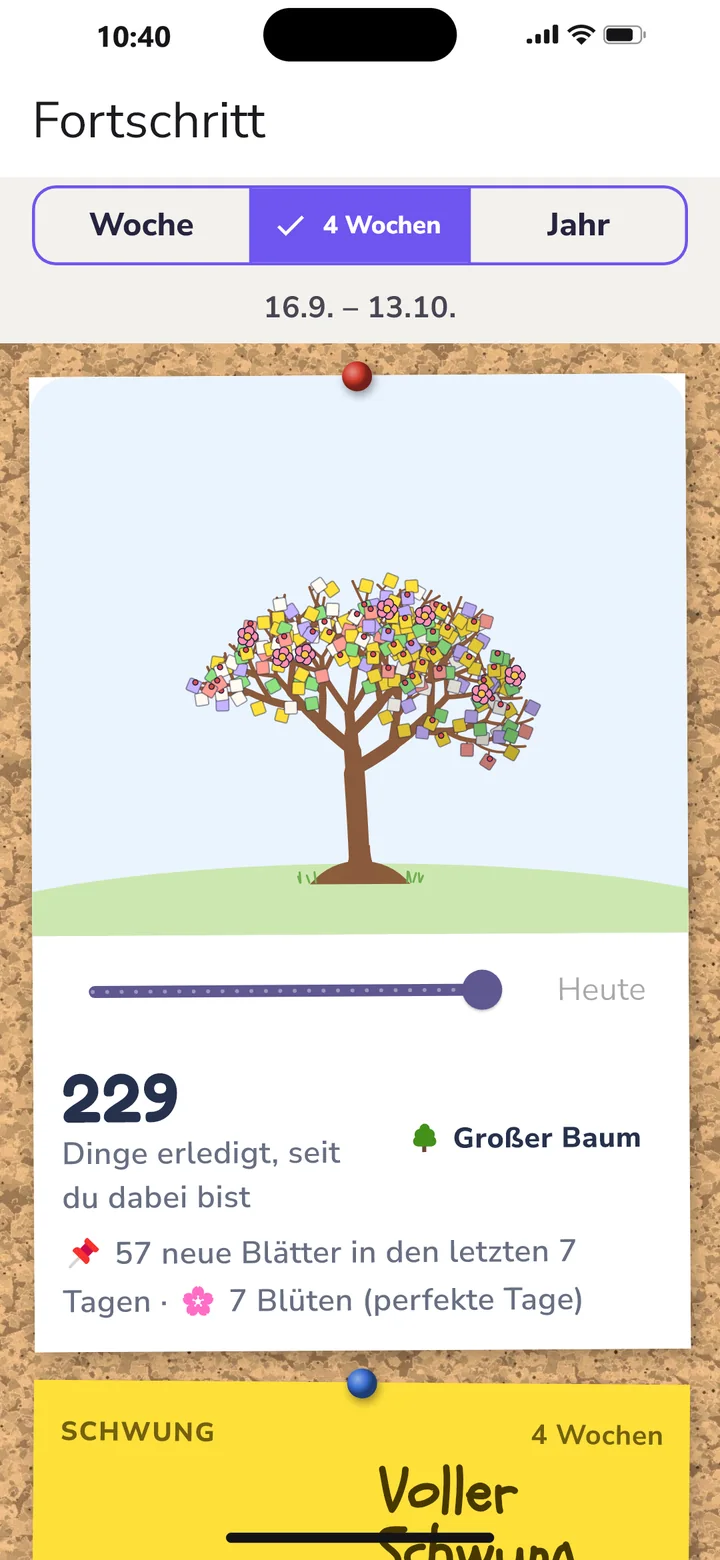 10:40
Fortschritt
Woche
4 Wochen
Jahr
16.9. – 13.10.
Heute
229
Dinge erledigt, seit
du dabei bist
Großer Baum
57 neue Blätter in den letzten 7
Tagen · 7 Blüten (perfekte Tage)
SCHWUNG
4 Wochen
Voller
Schwung